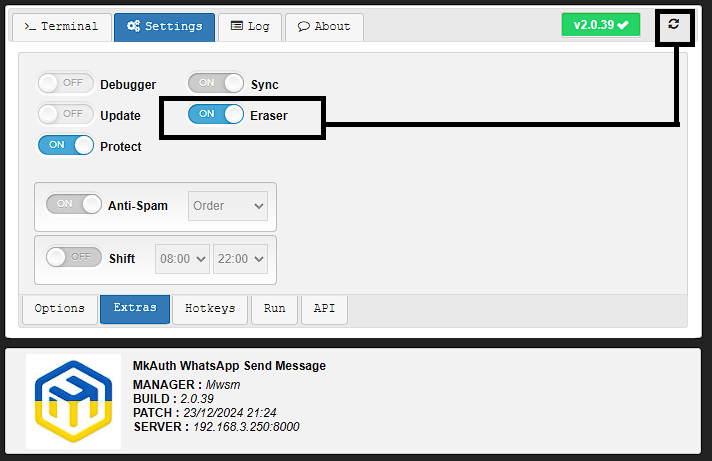 >_ Terminal Settings Log About v2.0.39
OFF Debugger ON Sync
OFF Update ON Eraser
ON Protect
ON Anti-Spam Order
OFF Shift 08:00 22:00
Options Extras Hotkeys Run API
MkAuth WhatsApp Send Message
MANAGER : Mwsm
BUILD : 2.0.39
PATCH : 23/12/2024 21:24
SERVER : 192.168.3.250:8000